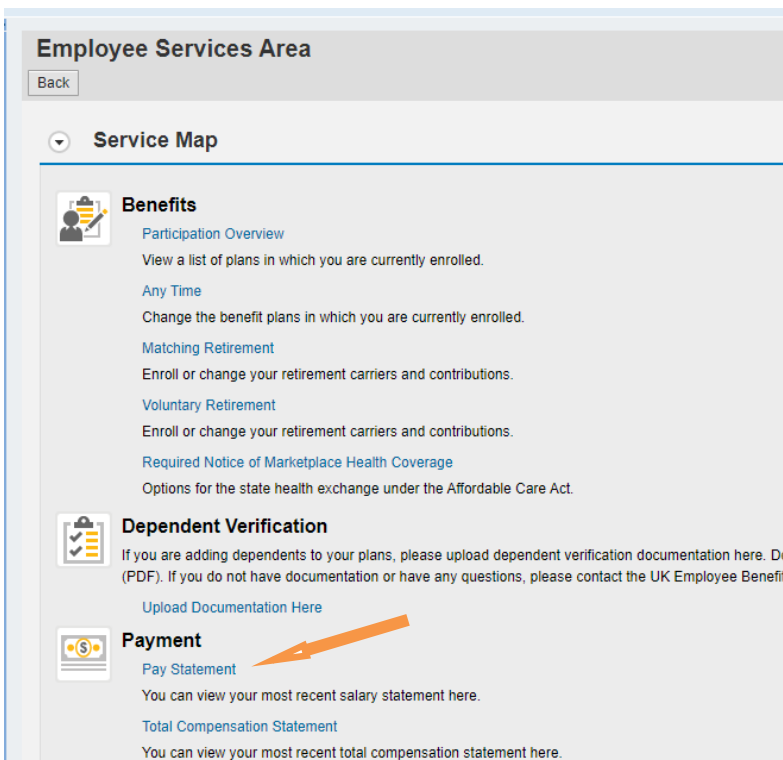 Employee Services Area
Back
Service Map
Benefits
Participation Overview
View a list of plans in which you are currently enrolled.
Any Time
Change the benefit plans in which you are currently enrolled.
Matching Retirement
Enroll or change your retirement carriers and contributions.
Voluntary Retirement
Enroll or change your retirement carriers and contributions.
Required Notice of Marketplace Health Coverage
Options for the state health exchange under the Affordable Care Act.
Dependent Verification
If you are adding dependents to your plans, please upload dependent verification documentation here.
(PDF). If you do not have documentation or have any questions, please contact the UK Employee
Upload Documentation Here
Payment
Pay Statement
You can view your most recent salary statement here.
Total Compensation Statement
You can view your most recent total compensation statement here.